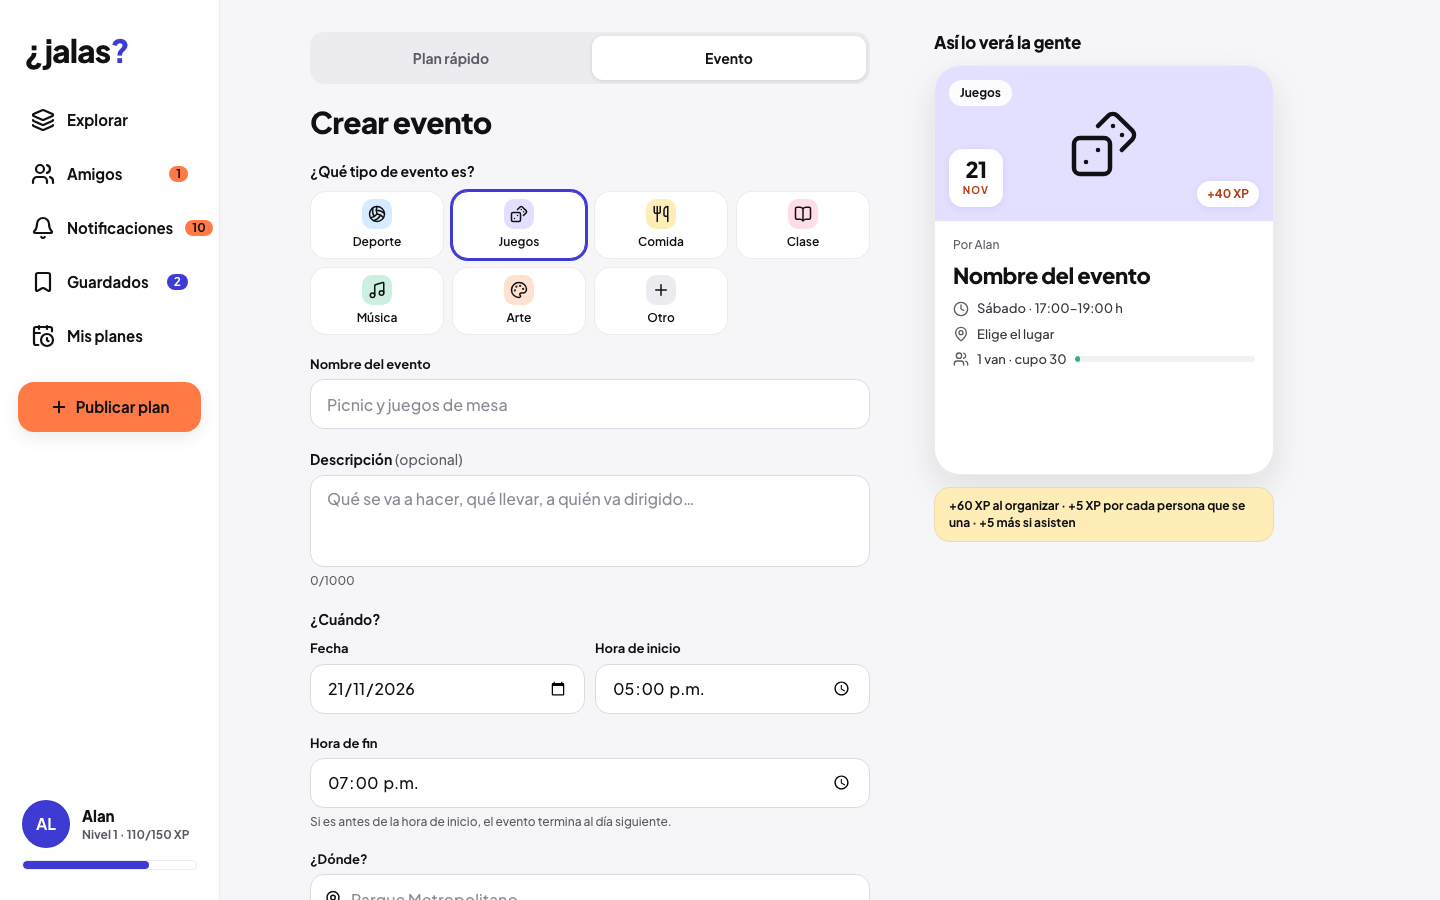 ¿jalas?
Explorar
Amigos 1
Notificaciones 10
Guardados 2
Mis planes
+ Publicar plan
AL
Alan
Nivel 1 · 110/150 XP
Plan rápido
Evento
Crear evento
¿Qué tipo de evento es?
Deporte
Juegos
Comida
Clase
Música
Arte
Otro
Nombre del evento
Picnic y juegos de mesa
Descripción (opcional)
Qué se va a hacer, qué llevar, a quién va dirigido…
0/1000
¿Cuándo?
Fecha
Hora de inicio
21/11/2026
05:00 p.m.
Hora de fin
07:00 p.m.
Si es antes de la hora de inicio, el evento termina al día siguiente.
¿Dónde?
Parque Metropolitano
Así lo verá la gente
Juegos
21
NOV
+40 XP
Por Alan
Nombre del evento
Sábado · 17:00–19:00 h
Elige el lugar
1 van · cupo 30
+60 XP al organizar · +5 XP por cada persona que se
una · +5 más si asisten